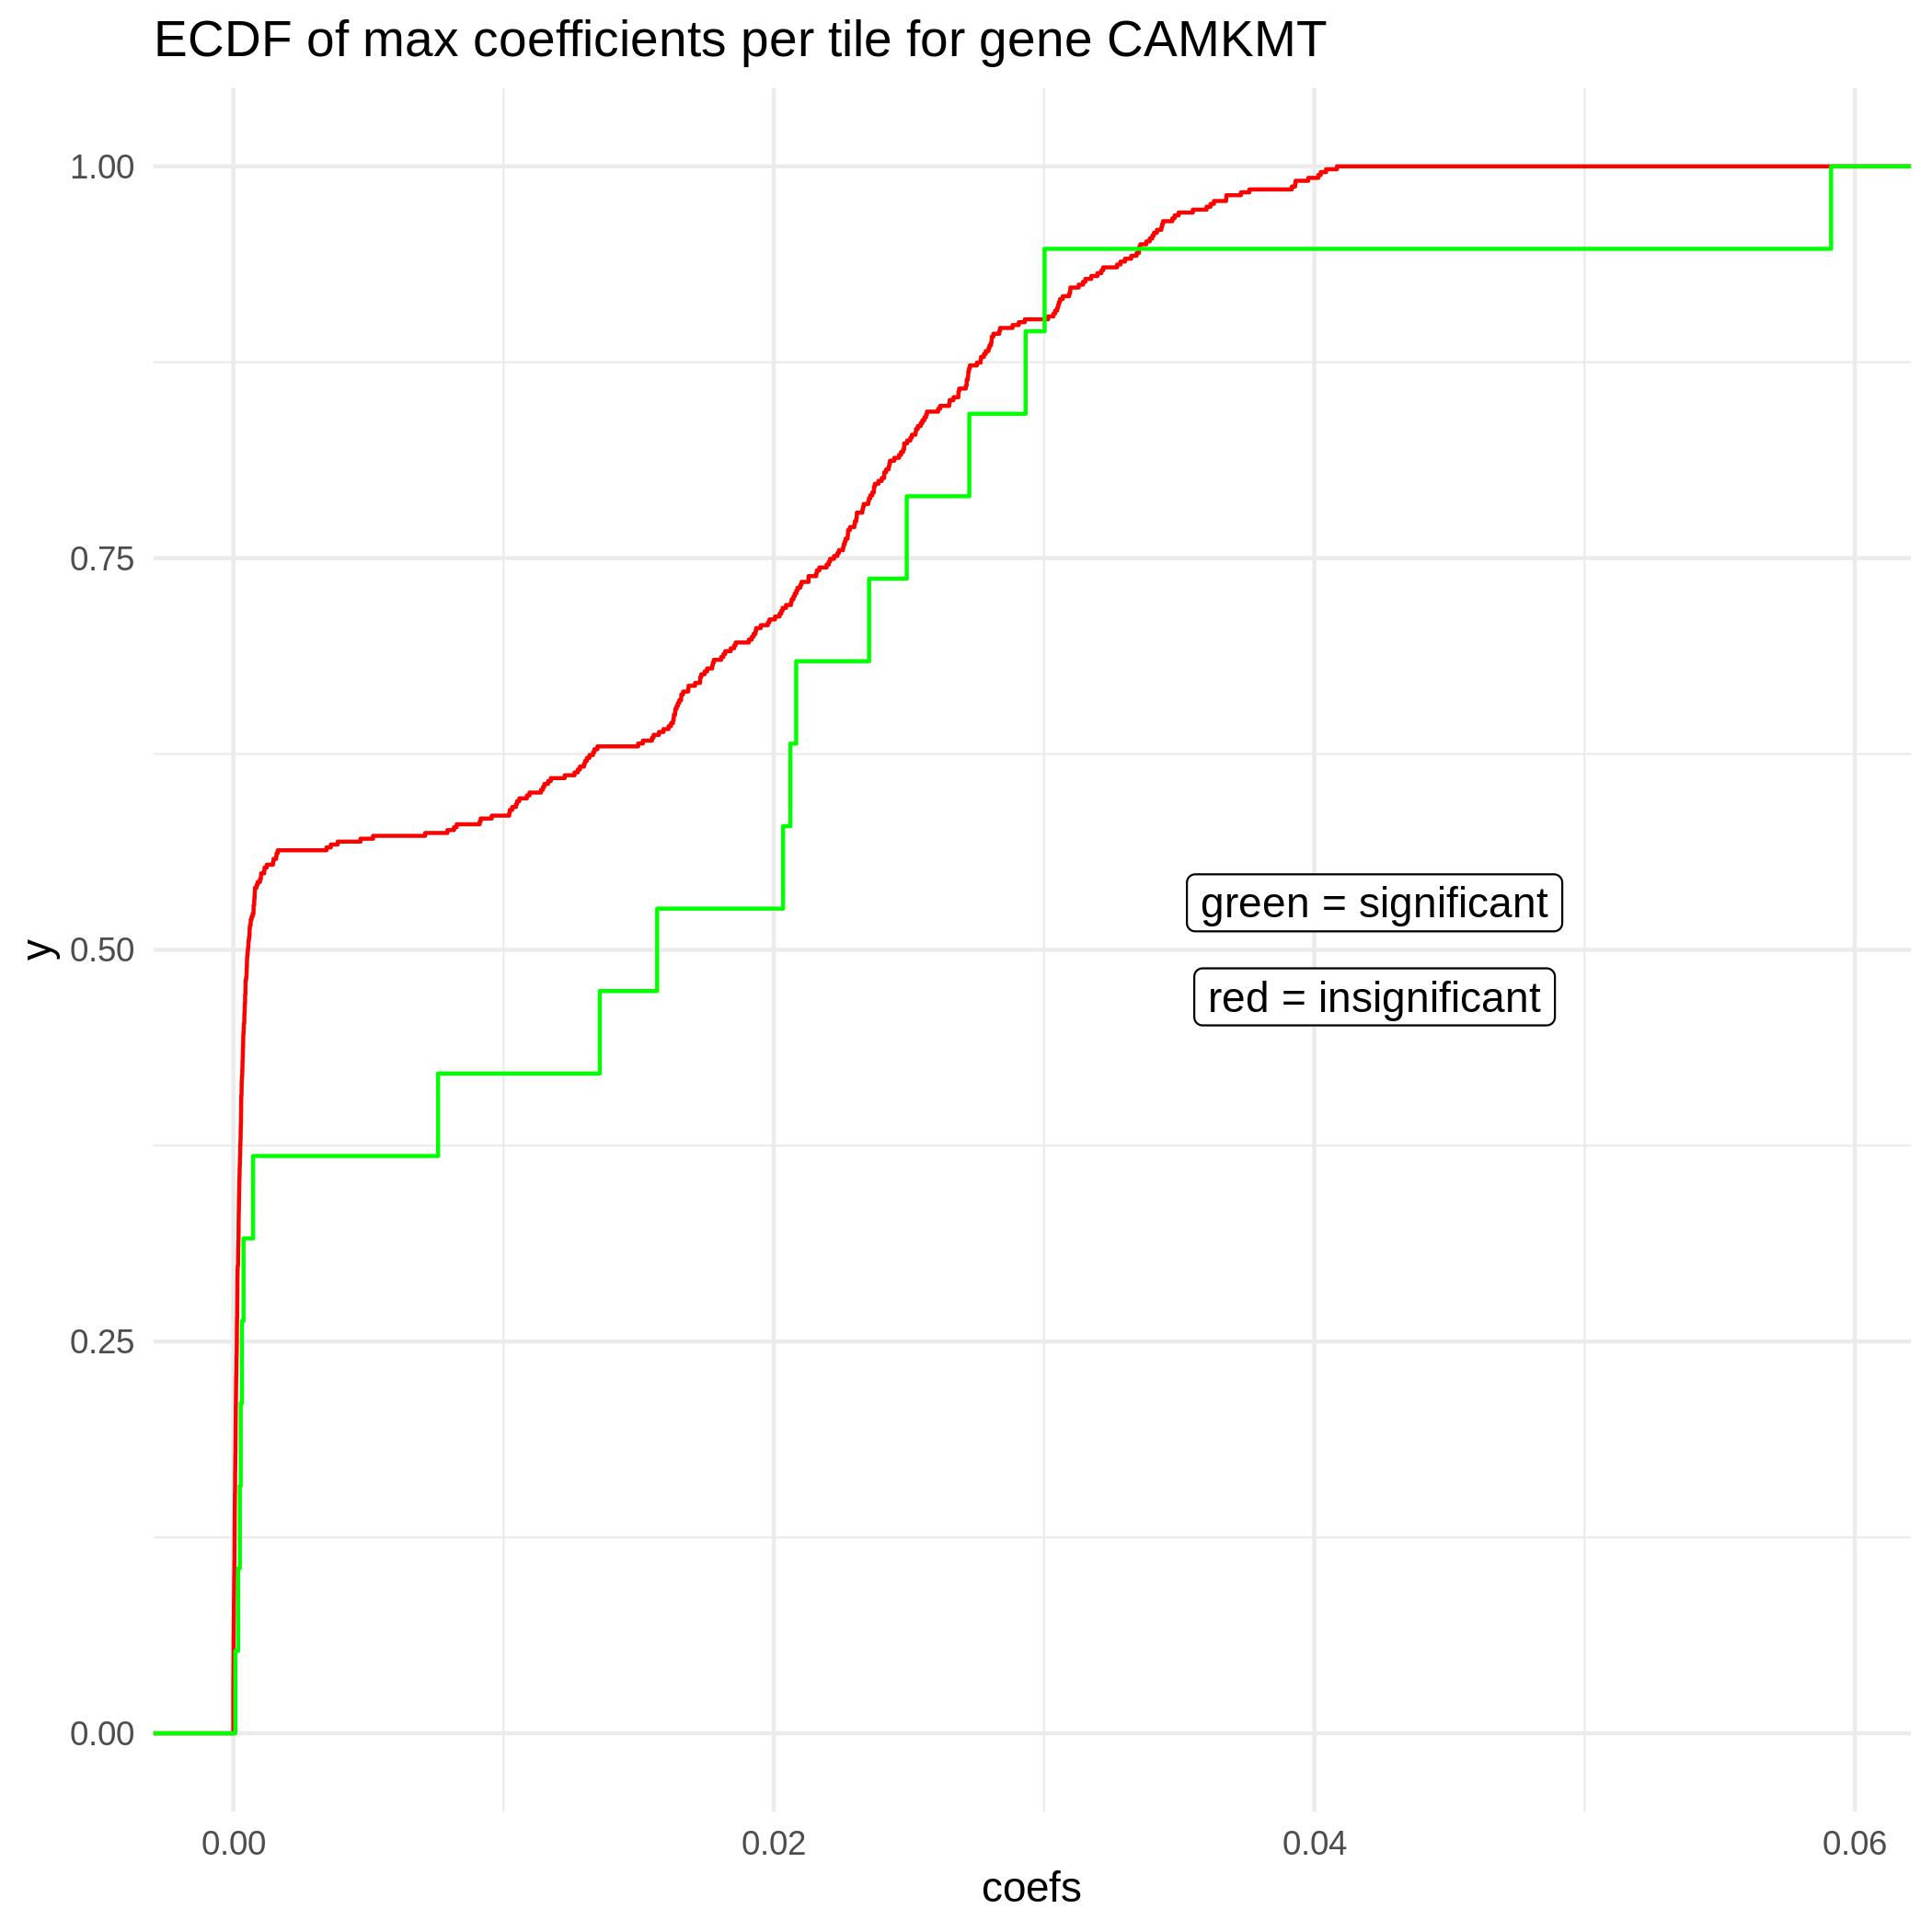 ECDF of max coefficients per tile for gene CAMKMT
1.00
0.75
0.50
0.25
0.00
y
green = significant
red = insignificant
0.00
0.02
0.04
0.06
coefs